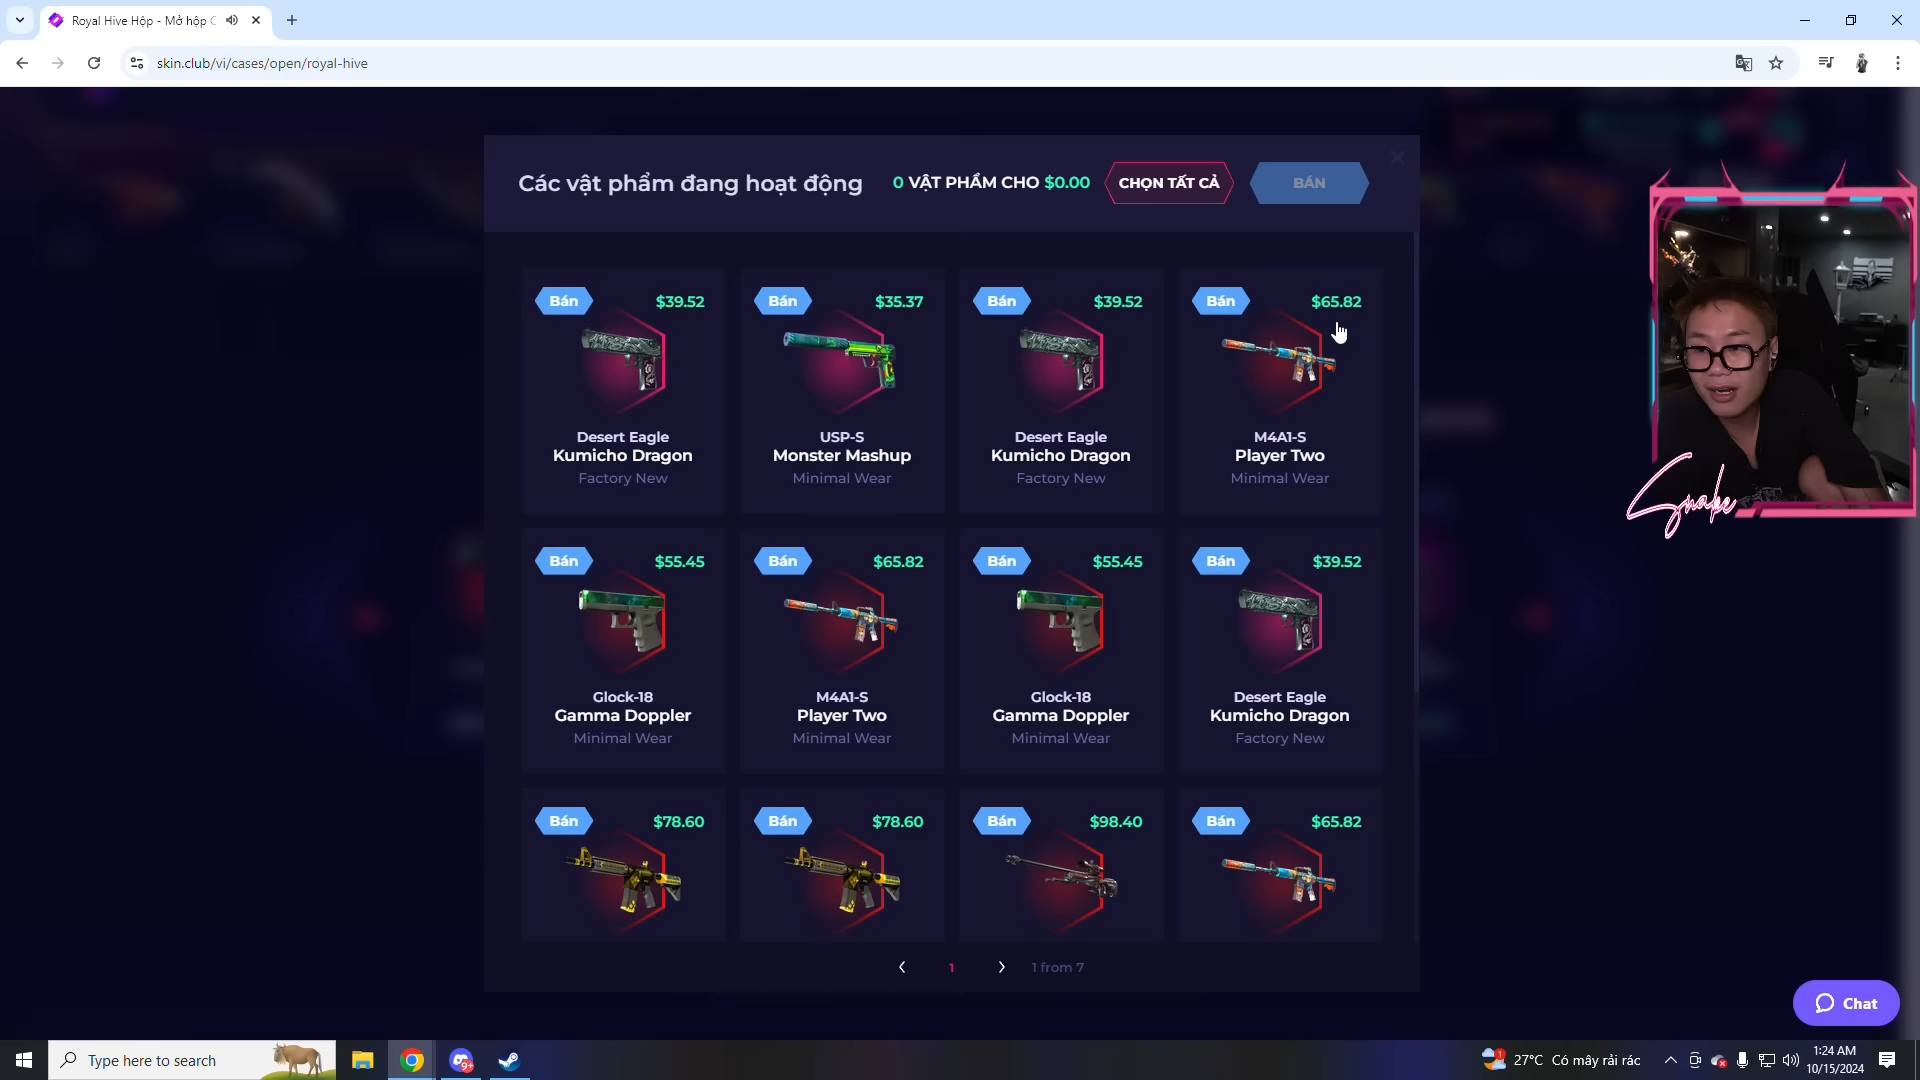 Royal Hive Hộp - Mở hộp C
skin.club/vi/cases/open/royal-hive
Các vật phẩm đang hoạt động
0 VẬT PHẨM CHO $0.00
CHỌN TẤT CẢ
BÁN
Bán $39.52
Desert Eagle
Kumicho Dragon
Factory New
Bán $35.37
USP-S
Monster Mashup
Minimal Wear
Bán $39.52
Desert Eagle
Kumicho Dragon
Factory New
Bán $65.82
M4A1-S
Player Two
Minimal Wear
Bán $55.45
Glock-18
Gamma Doppler
Minimal Wear
Bán $65.82
M4A1-S
Player Two
Minimal Wear
Bán $55.45
Glock-18
Gamma Doppler
Minimal Wear
Bán $39.52
Desert Eagle
Kumicho Dragon
Factory New
Bán $78.60
Bán $78.60
Bán $98.40
Bán $65.82
1
1 from 7
Snake
Chat
Type here to search
9+
1
27°C Có mây rải rác
1:24 AM
10/15/2024